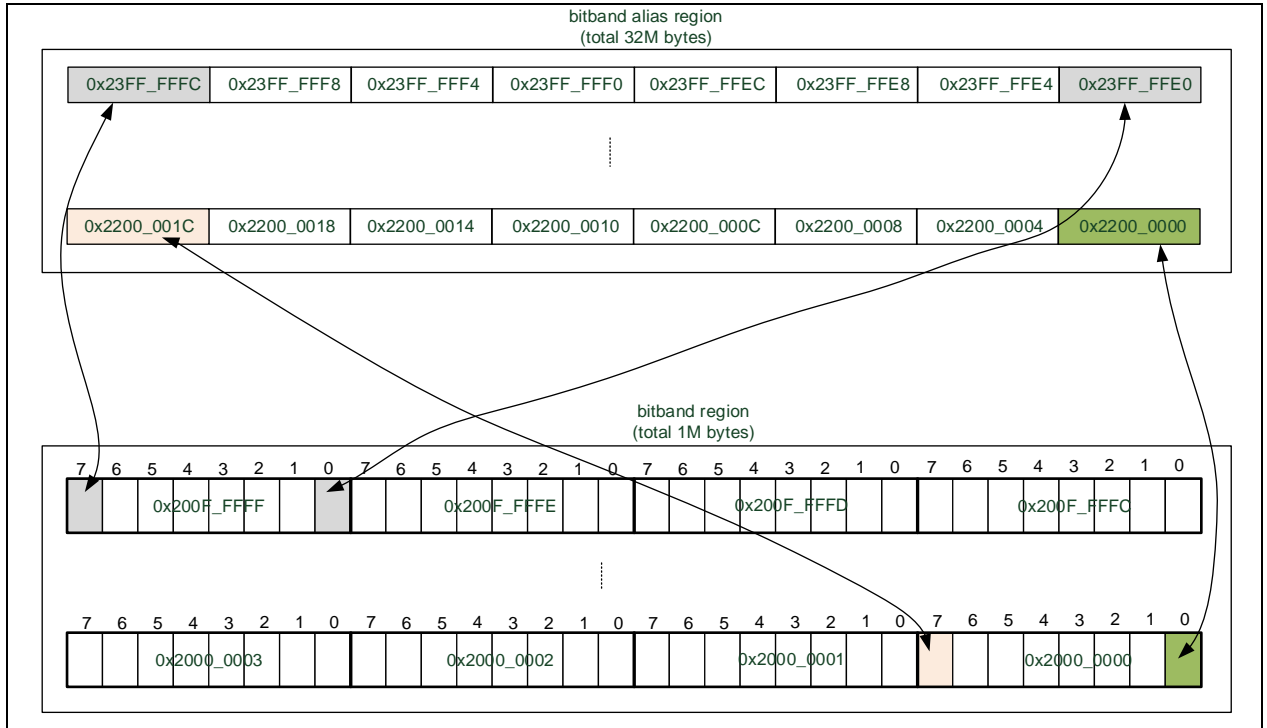 bitband alias region
(total 32M bytes)
0x23FF_FFFC 0x23FF_FFF8 0x23FF_FFF4 0x23FF_FFF0 0x23FF_FFEC 0x23FF_FFE8 0x23FF_FFE4 0x23FF_FFE0
0x2200_001C 0x2200_0018 0x2200_0014 0x2200_0010 0x2200_000C 0x2200_0008 0x2200_0004 0x2200_0000
bitband region
(total 1M bytes)
7 6 5 4 3 2 1 0 7 6 5 4 3 2 1 0 7 6 5 4 3 2 1 0 7 6 5 4 3 2 1 0
0x200F_FFFF 0x200F_FFFE 0x200F_FFFD 0x200F_FFFC
7 6 5 4 3 2 1 0 7 6 5 4 3 2 1 0 7 6 5 4 3 2 1 0 7 6 5 4 3 2 1 0
0x2000_0003 0x2000_0002 0x2000_0001 0x2000_0000